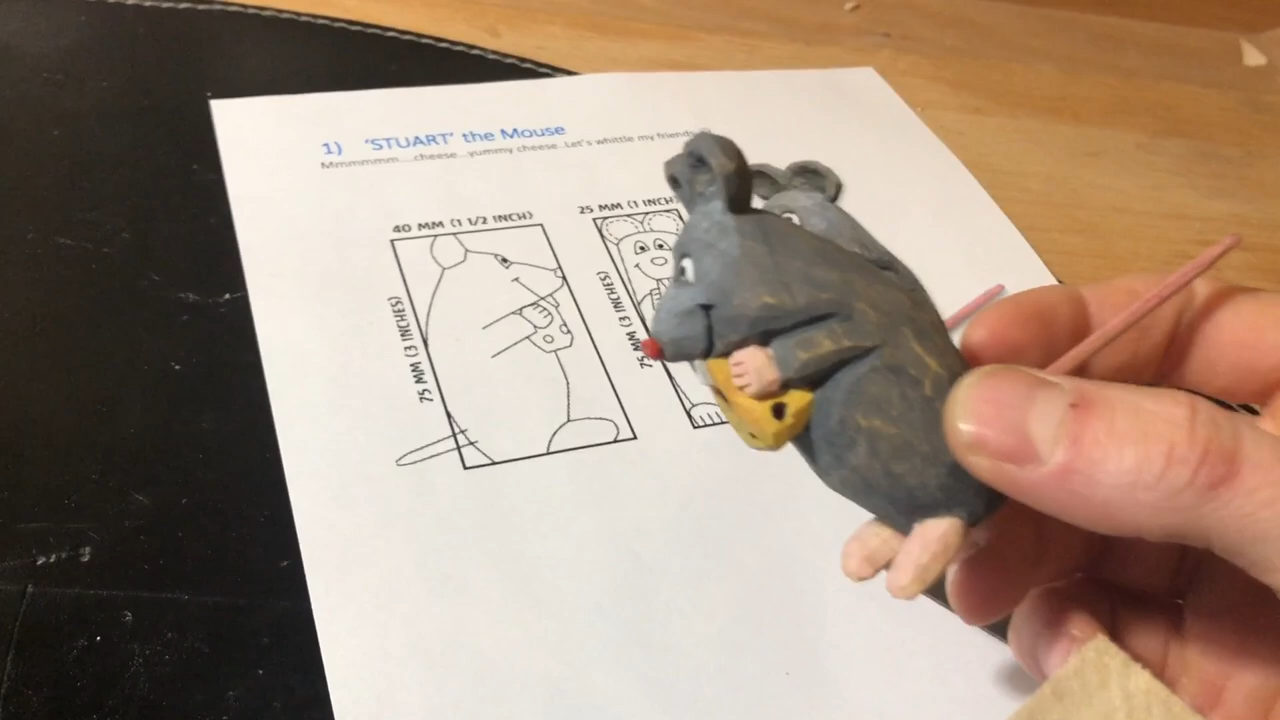 1) 'STUART' the Mouse
Mmmmmm....cheese...yummy cheese..Let's whittle my friends
40 MM (1 1/2 INCH)
75 MM (3 INCHES)
25 MM (1 INCH)
75 MM (3 INCHES)